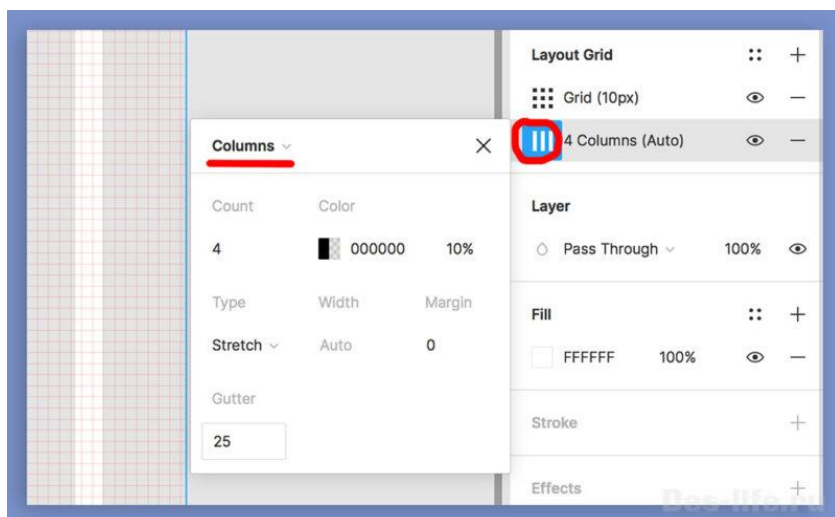 Layout Grid
Grid (10px)
4 Columns (Auto)
Columns
Count Color
4 000000 10%
Type Width Margin
Stretch Auto 0
Gutter
25
Layer
Pass Through 100%
Fill
FFFFFF 100%
Stroke
Effects
Des-life.ru